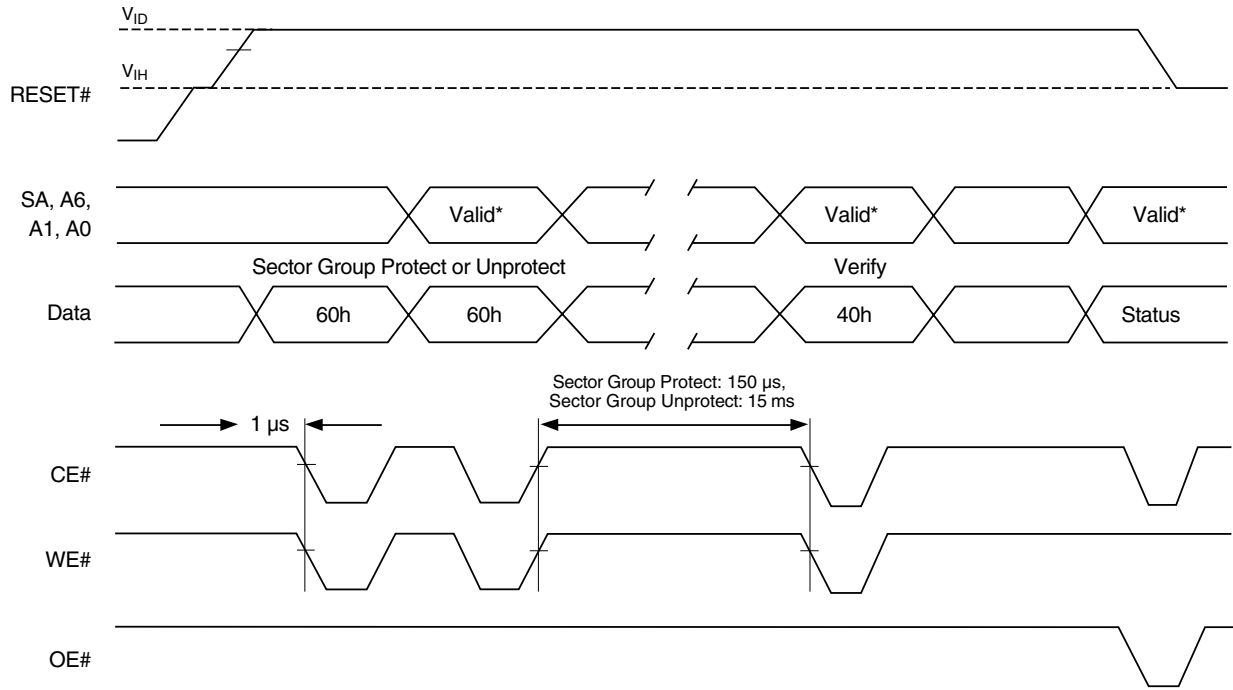 VID
VIH
RESET#
SA, A6,
A1, A0
Valid*
Valid*
Valid*
Sector Group Protect or Unprotect
Verify
Data
60h
60h
40h
Status
Sector Group Protect: 150 µs,
Sector Group Unprotect: 15 ms
1 µs
CE#
WE#
OE#